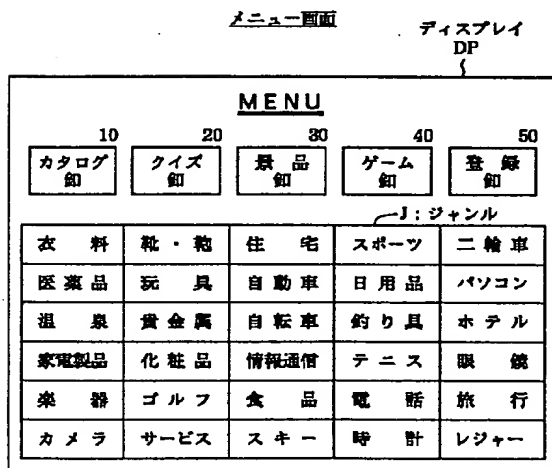 メニュー画面
ディスプレイ
DP
MENU
10 20 30 40 50
カタログ 卸 クイズ 卸 景品 卸 ゲーム 卸 登録 卸
J:ジャンル
衣料 靴・鞄 住宅 スポーツ 二輪車
医薬品 玩具 自動車 日用品 パソコン
温泉 貴金属 自転車 釣り具 ホテル
家電製品 化粧品 情報通信 テニス 眼鏡
楽器 ゴルフ 食品 電話 旅行
カメラ サービス スキー 時計 レジャー